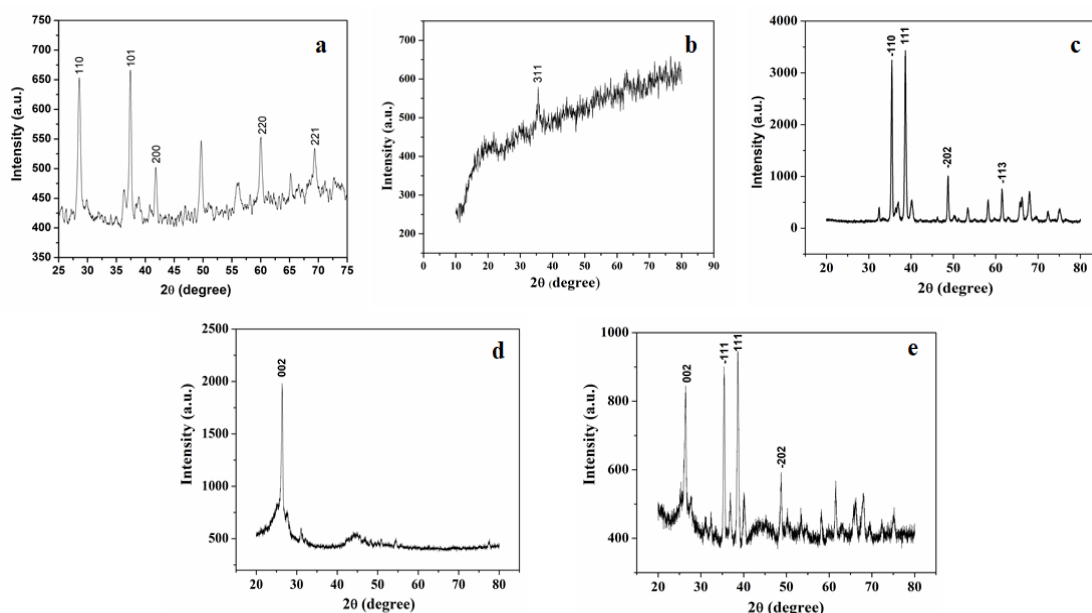 a
750
700
650
600
550
500
450
400
350
Intensity (a.u.)
110
101
200
220
221
25 30 35 40 45 50 55 60 65 70 75
2θ (degree)
b
700
600
500
400
300
200
Intensity (a.u.)
311
0 10 20 30 40 50 60 70 80 90
2θ (degree)
c
4000
3000
2000
1000
0
Intensity (a.u.)
-110
111
-202
-113
20 30 40 50 60 70 80
2θ (degree)
d
2500
2000
1500
1000
500
Intensity (a.u.)
002
20 30 40 50 60 70 80
2θ (degree)
e
1000
800
600
400
Intensity (a.u.)
002
-111
111
-202
20 30 40 50 60 70 80
2θ (degree)